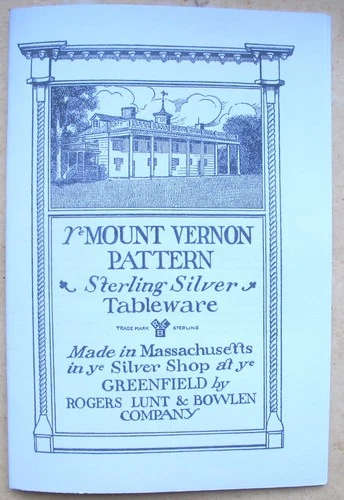 Ye MOUNT VERNON
PATTERN
Sterling Silver
Tableware
TRADE MARK STERLING
Made in Massachusetts
in ye Silver Shop at ye
GREENFIELD by
ROGERS LUNT & BOWLEN
COMPANY